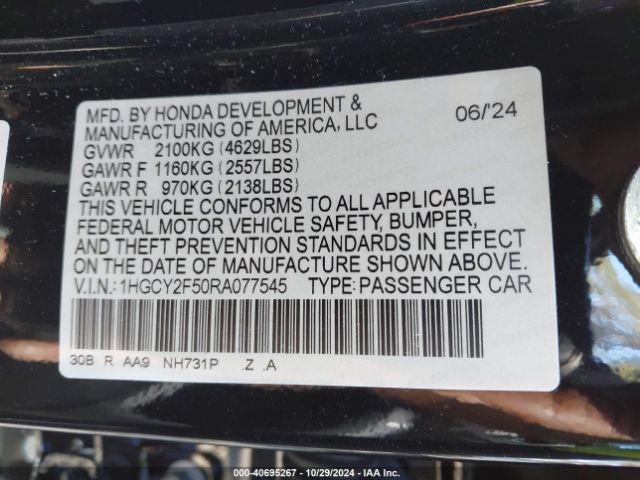 MFD. BY HONDA DEVELOPMENT &
MANUFACTURING OF AMERICA, LLC 06/'24
GVWR 2100KG (4629LBS)
GAWR F 1160KG (2557LBS)
GAWR R 970KG (2138LBS)
THIS VEHICLE CONFORMS TO ALL APPLICABLE
FEDERAL MOTOR VEHICLE SAFETY, BUMPER,
AND THEFT PREVENTION STANDARDS IN EFFECT
ON THE DATE OF MANUFACTURE SHOWN ABOVE.
V.I.N.: 1HGCY2F50RA077545 TYPE: PASSENGER CAR
30B R AA9 NH731P .Z .A
000-40695267 | 10/29/2024 | IAA Inc.